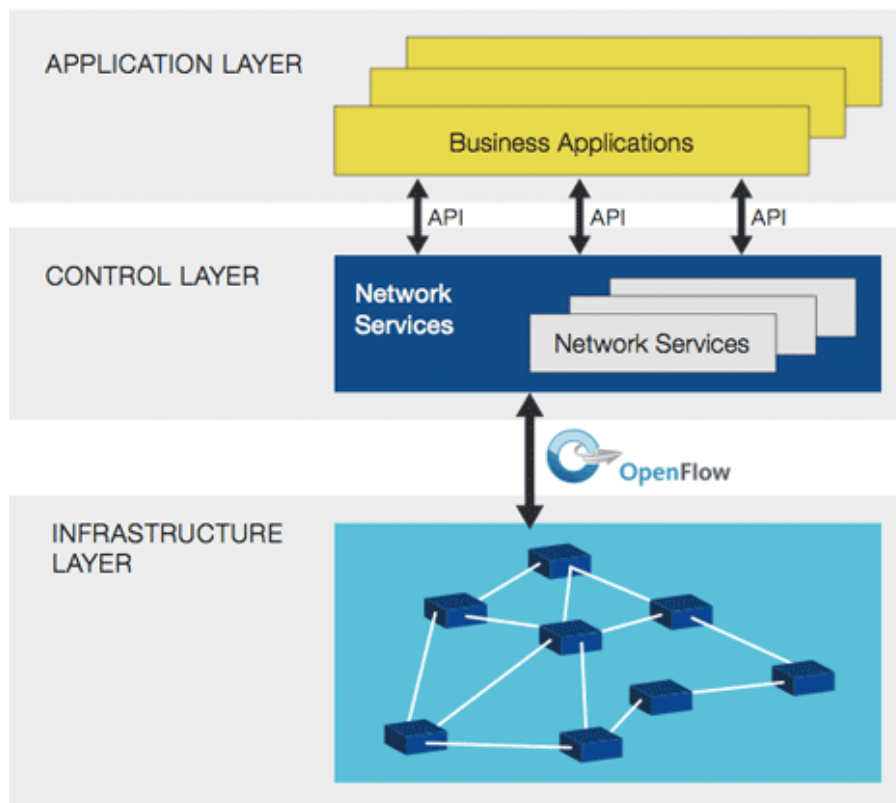 APPLICATION LAYER
Business Applications
API
API
API
CONTROL LAYER
Network
Services
Network Services
OpenFlow
INFRASTRUCTURE
LAYER